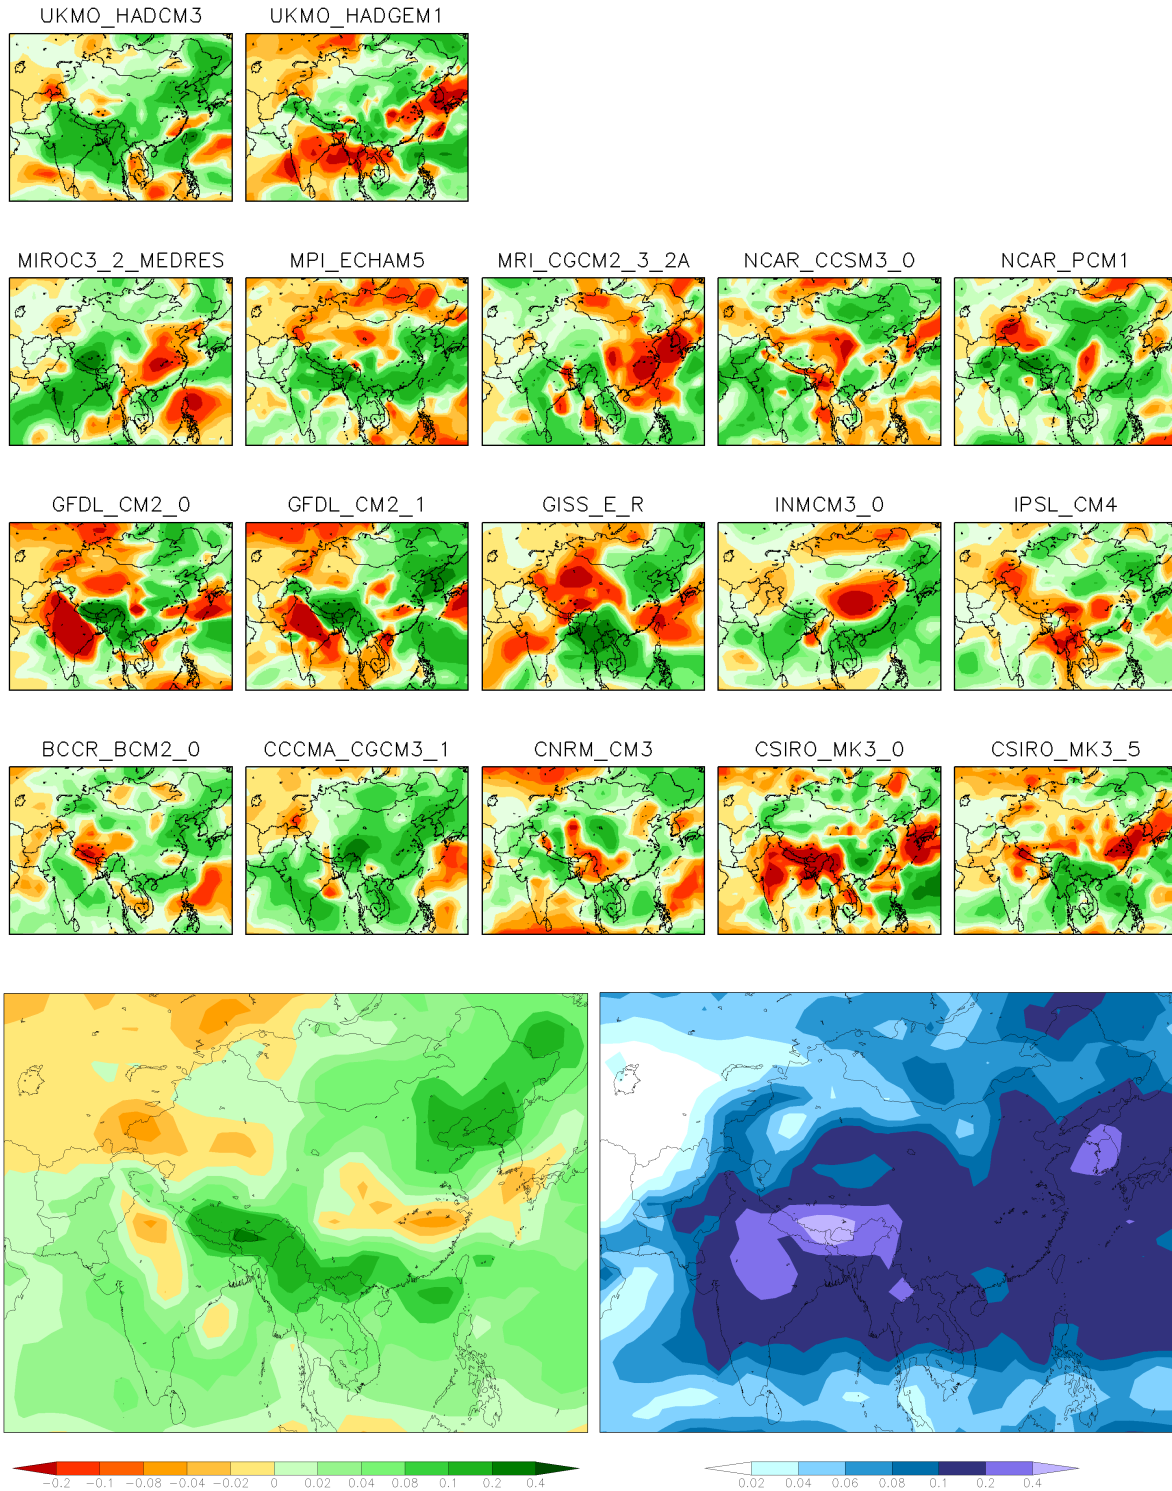 UKMO_HADCM3 UKMO_HADGEM1
MIROC3_2_MEDRES MPI_ECHAM5 MRI_CGCM2_3_2A NCAR_CCSM3_0 NCAR_PCM1
GFDL_CM2_0 GFDL_CM2_1 GISS_E_R INMCM3_0 IPSL_CM4
BCCR_BCM2_0 CCCMA_CGCM3_1 CNRM_CM3 CSIRO_MK3_0 CSIRO_MK3_5
-0.2 -0.1 -0.08 -0.04 -0.02 0 0.02 0.04 0.08 0.1 0.2 0.4 0.02 0.04 0.06 0.08 0.1 0.2 0.4